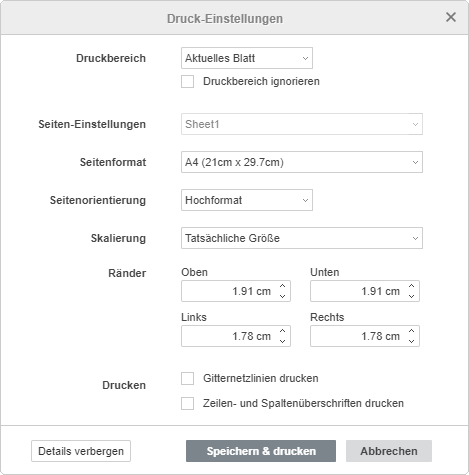 Druck-Einstellungen
Druckbereich
Aktuelles Blatt
Druckbereich ignorieren
Seiten-Einstellungen
Sheet1
Seitenformat
A4 (21cm x 29.7cm)
Seitenorientierung
Hochformat
Skalierung
Tatsächliche Größe
Ränder
Oben
Unten
1.91 cm
1.91 cm
Links
Rechts
1.78 cm
1.78 cm
Drucken
Gitternetzlinien drucken
Zeilen- und Spaltenüberschriften drucken
Details verbergen
Speichern & drucken
Abbrechen